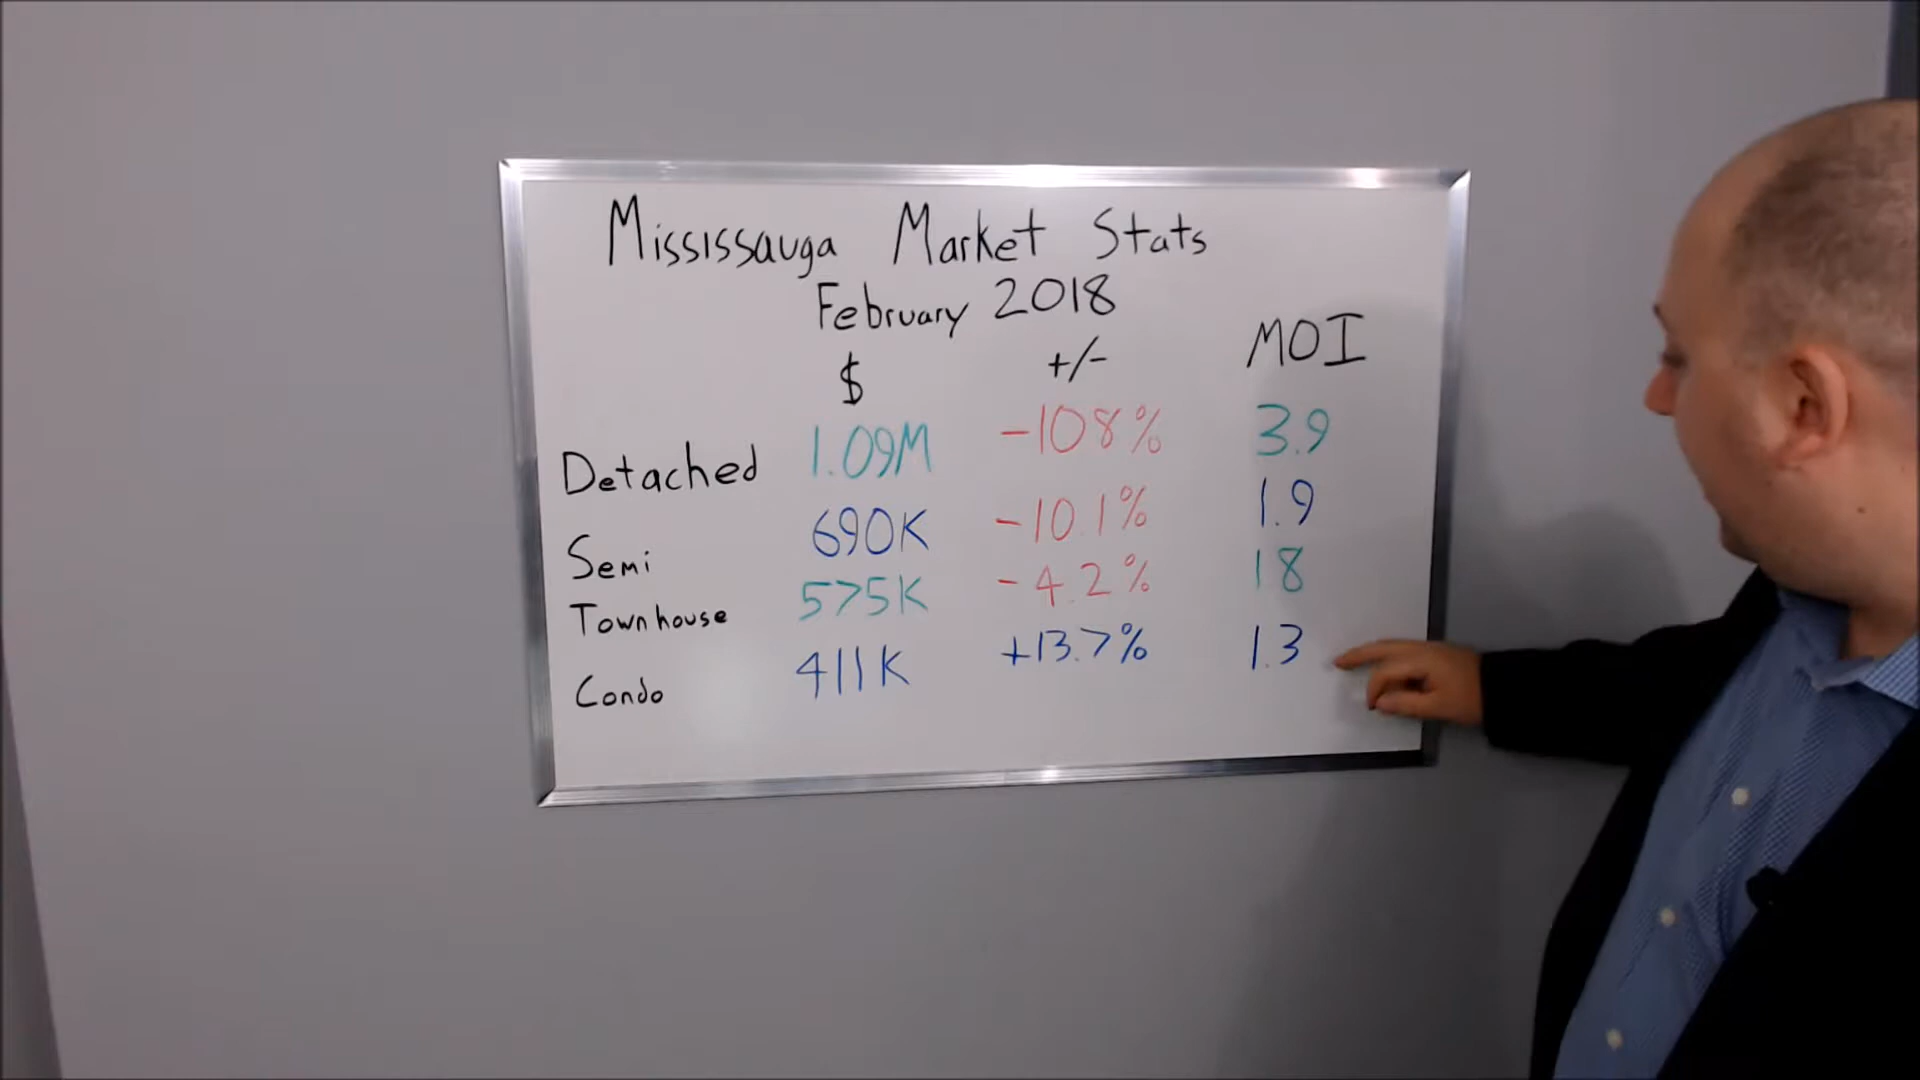 Mississauga Market Stats
February 2018
$ +/- MOI
Detached 1.09M -10.8% 3.9
Semi 690K -10.1% 1.9
Townhouse 575K -4.2% 1.8
Condo 411K +13.7% 1.3